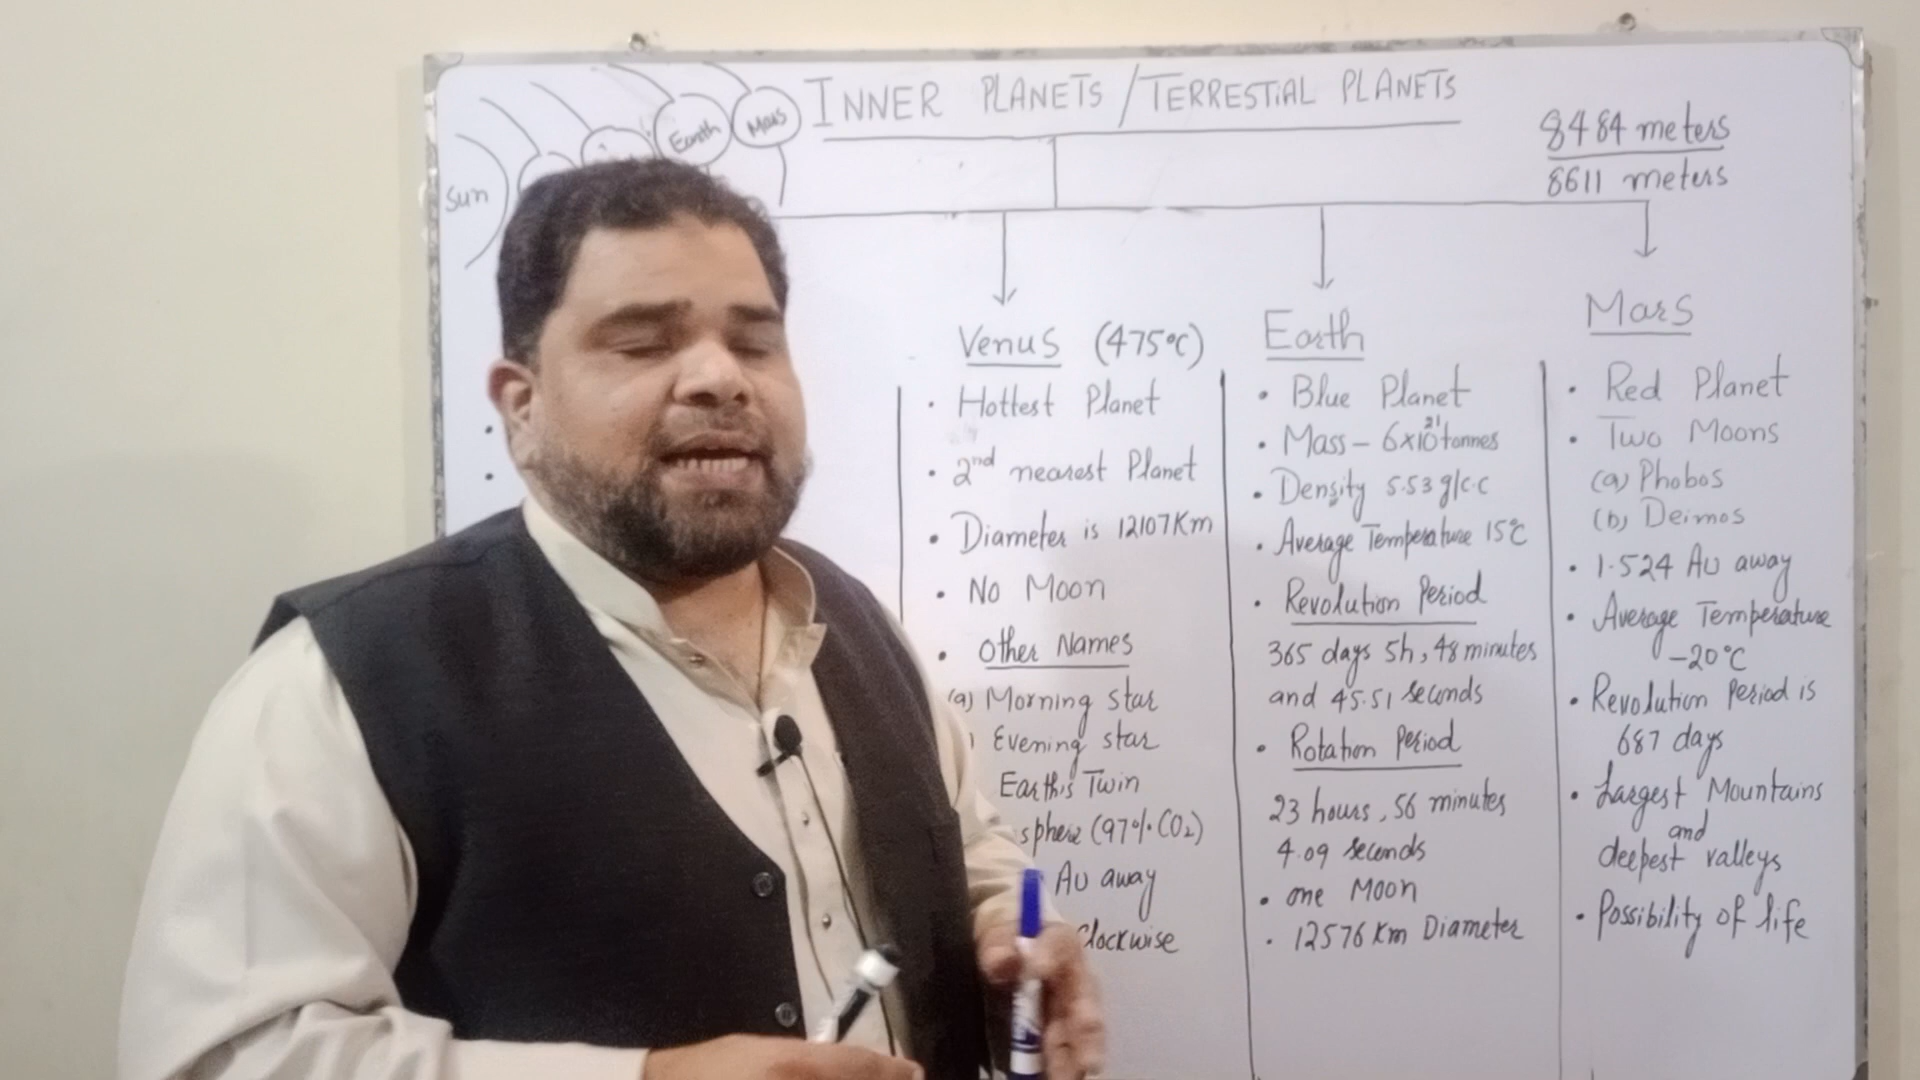 INNER PLANETS / TERRESTIAL PLANETS
8484 meters
8611 meters
Sun
Earth
Mars
Venus (475°C)
• Hottest Planet
• 2nd nearest Planet
• Diameter is 12107 Km
• No Moon
• Other Names
(a) Morning star
) Evening star
Earth's Twin
sphere (97% CO2)
AU away
Clockwise
Earth
• Blue Planet
• Mass – 6×10²¹ tonnes
• Density 5.53 g/c.c
• Average Temperature 15°C
• Revolution Period
365 days 5h, 48 minutes
and 45.51 seconds
• Rotation Period
23 hours, 56 minutes
4.09 seconds
• one Moon
• 12576 Km Diameter
Mars
• Red Planet
• Two Moons
(a) Phobos
(b) Deimos
• 1.524 AU away
• Average Temperature
–20°C
• Revolution Period is
687 days
• Largest Mountains
and
deepest valleys
• Possibility of life